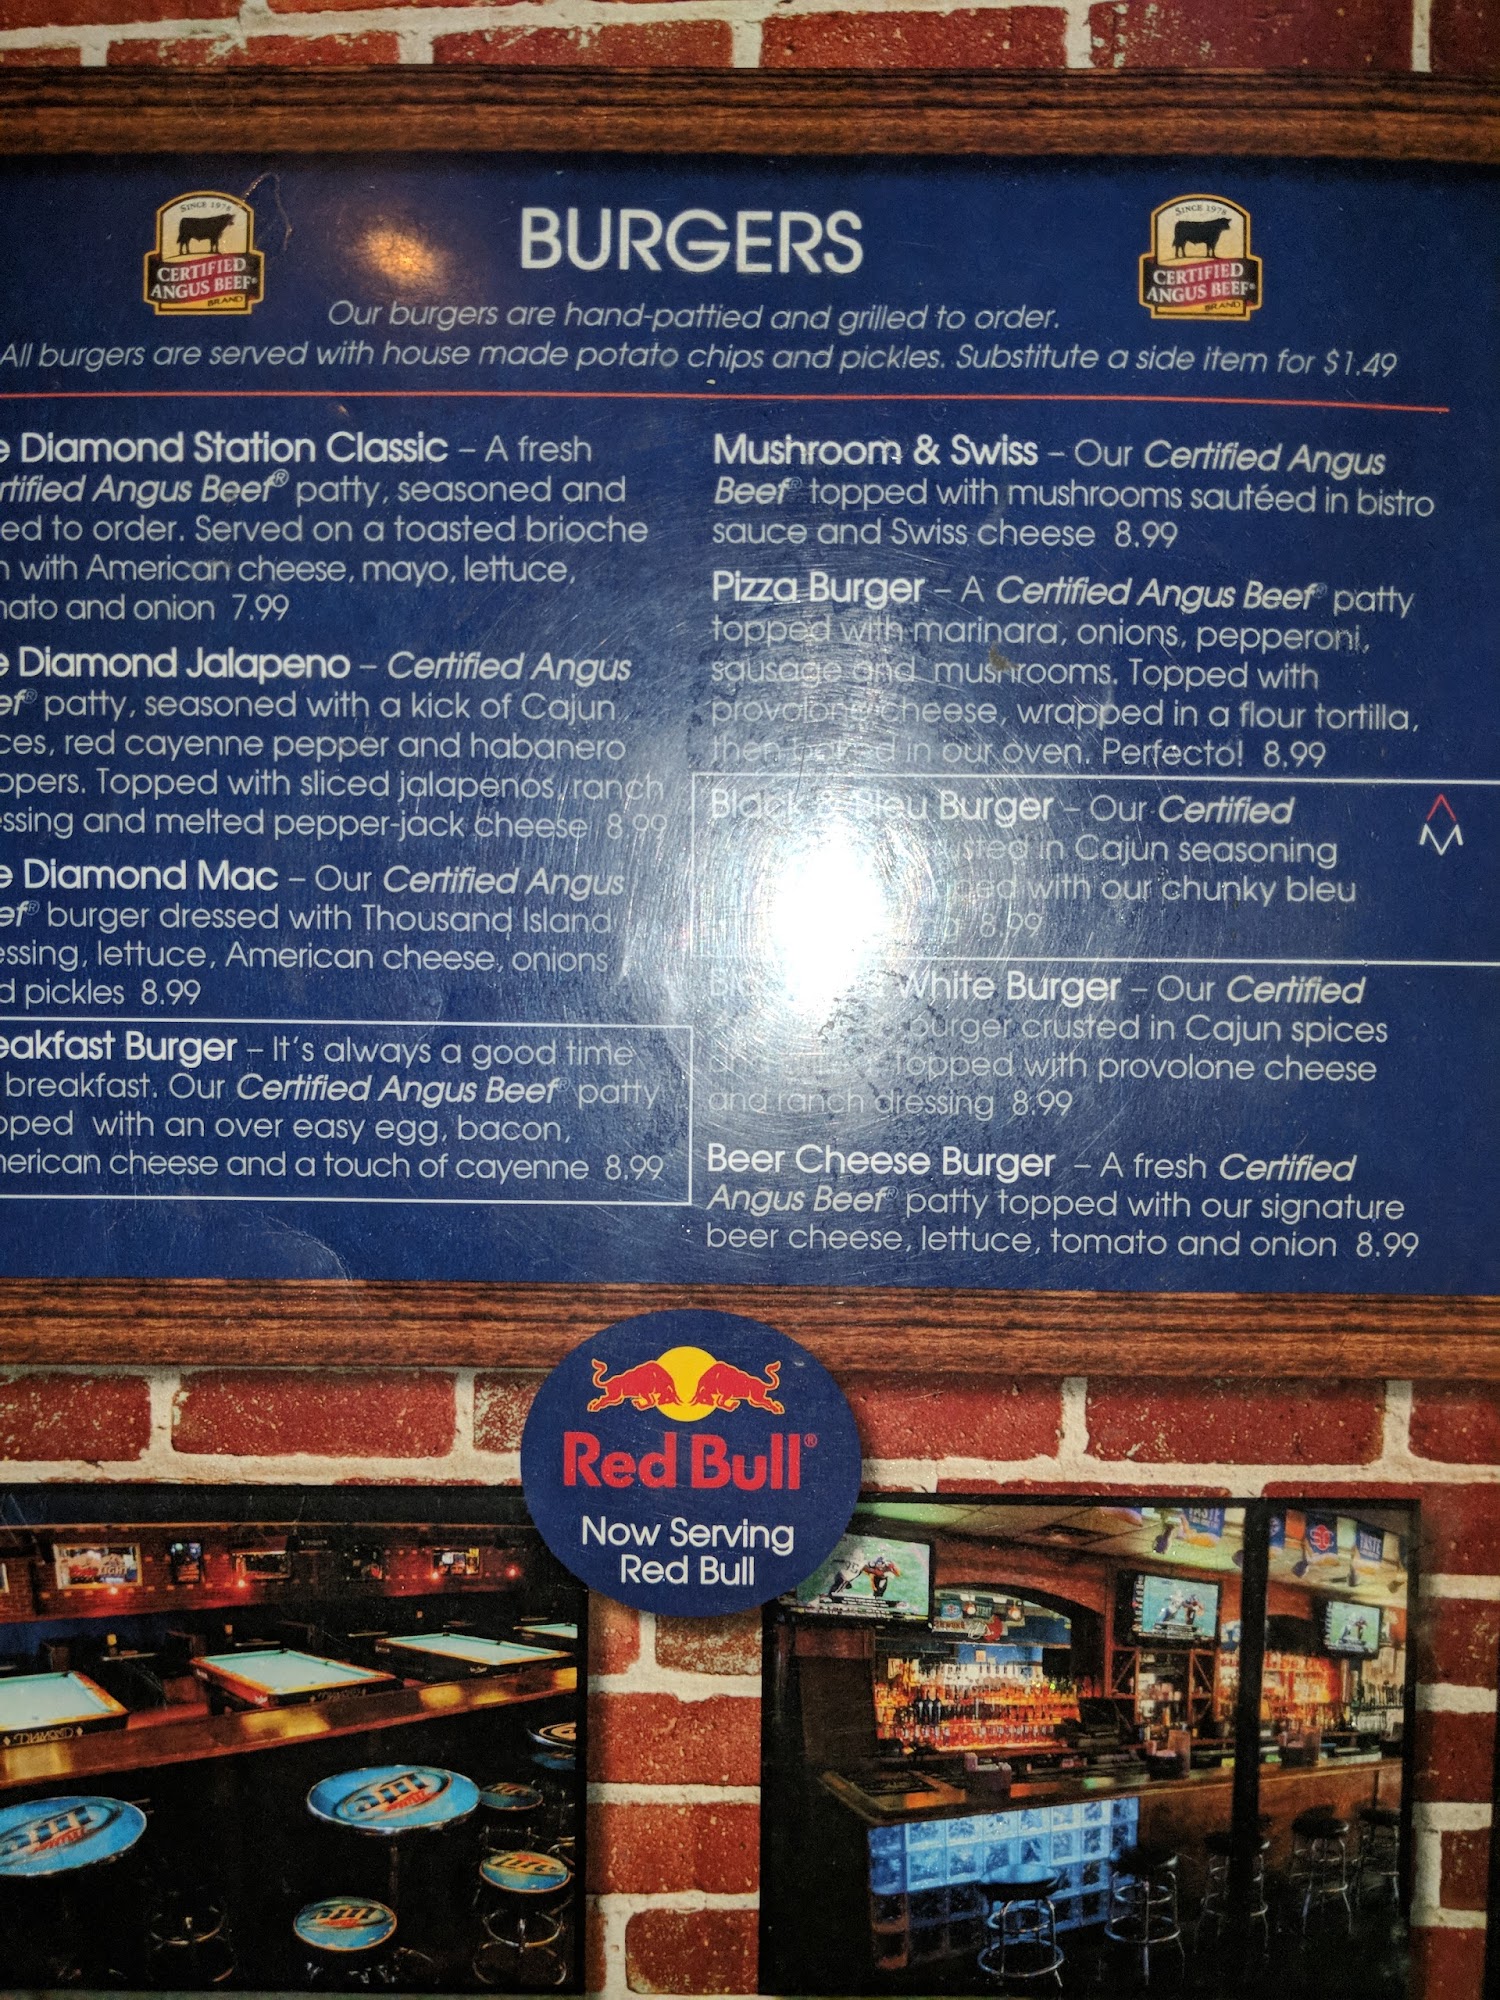 SINCE 1978
CERTIFIED
ANGUS BEEF®
BRAND
BURGERS
SINCE 1978
CERTIFIED
ANGUS BEEF®
BRAND
Our burgers are hand-pattied and grilled to order.
All burgers are served with house made potato chips and pickles. Substitute a side item for $1.49
Diamond Station Classic – A fresh
Angus Beef® patty, seasoned and
to order. Served on a toasted brioche
with American cheese, mayo, lettuce,
and onion 7.99
Diamond Jalapeno – Certified Angus
patty, seasoned with a kick of Cajun
red cayenne pepper and habanero
Topped with sliced jalapenos, ranch
and melted pepper-jack cheese 8.99
Diamond Mac – Our Certified Angus
burger dressed with Thousand Island
lettuce, American cheese, onions
pickles 8.99
Burger – It's always a good time
breakfast. Our Certified Angus Beef® patty
with an over easy egg, bacon,
cheese and a touch of cayenne 8.99
Mushroom & Swiss – Our Certified Angus
Beef® topped with mushrooms sautéed in bistro
sauce and Swiss cheese 8.99
Pizza Burger – A Certified Angus Beef® patty
topped with marinara, onions, pepperoni,
sausage and mushrooms. Topped with
provolone cheese, wrapped in a flour tortilla,
then baked in our oven. Perfecto! 8.99
Black & Bleu Burger – Our Certified
in Cajun seasoning
with our chunky bleu
8.99
White Burger – Our Certified
burger crusted in Cajun spices
Topped with provolone cheese
and ranch dressing 8.99
Beer Cheese Burger – A fresh Certified
Angus Beef® patty topped with our signature
beer cheese, lettuce, tomato and onion 8.99
Red Bull®
Now Serving
Red Bull
DIAMOND
Lite
Lite
Lite
Lite
TASTE